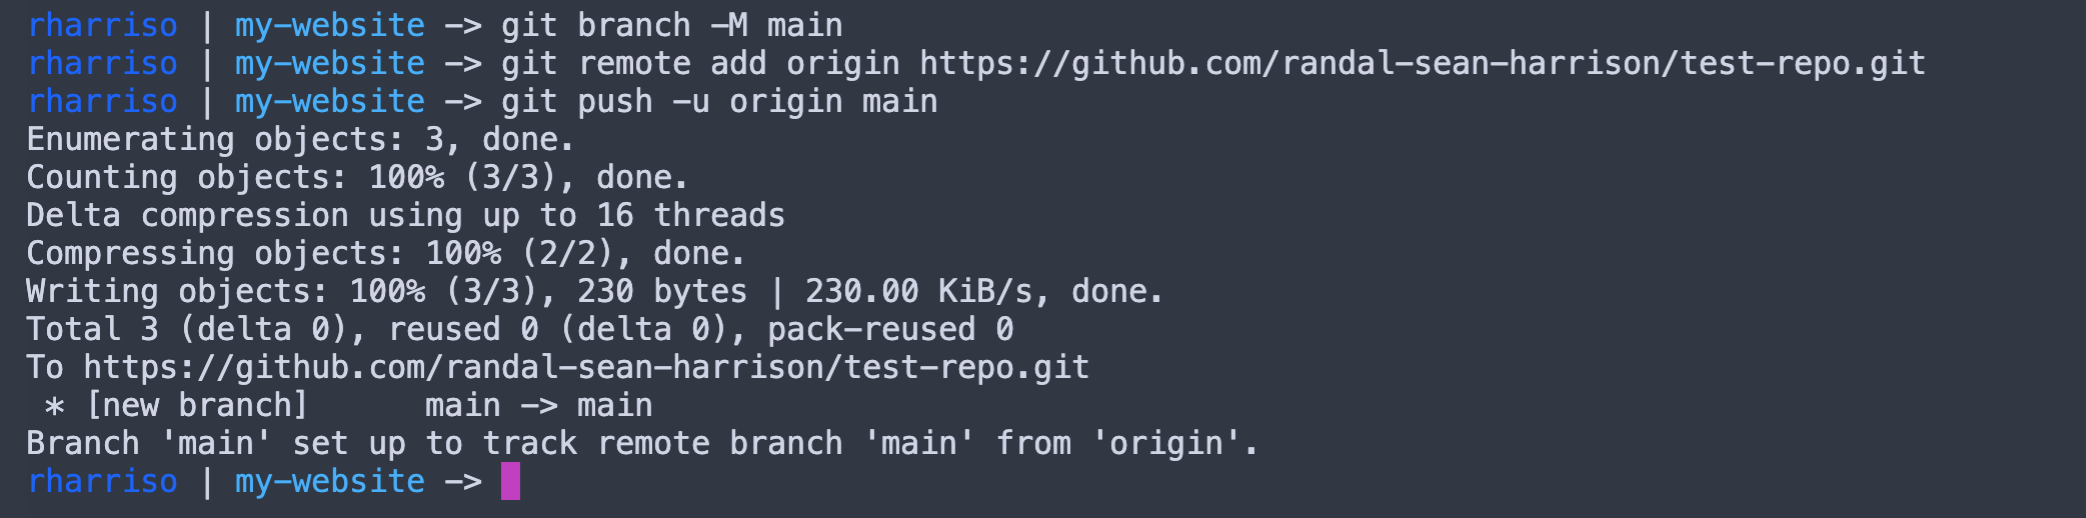 rharriso | my-website -> git branch -M main
rharriso | my-website -> git remote add origin https://github.com/randal-sean-harrison/test-repo.git
rharriso | my-website -> git push -u origin main
Enumerating objects: 3, done.
Counting objects: 100% (3/3), done.
Delta compression using up to 16 threads
Compressing objects: 100% (2/2), done.
Writing objects: 100% (3/3), 230 bytes | 230.00 KiB/s, done.
Total 3 (delta 0), reused 0 (delta 0), pack-reused 0
To https://github.com/randal-sean-harrison/test-repo.git
 * [new branch]      main -> main
Branch 'main' set up to track remote branch 'main' from 'origin'.
rharriso | my-website ->